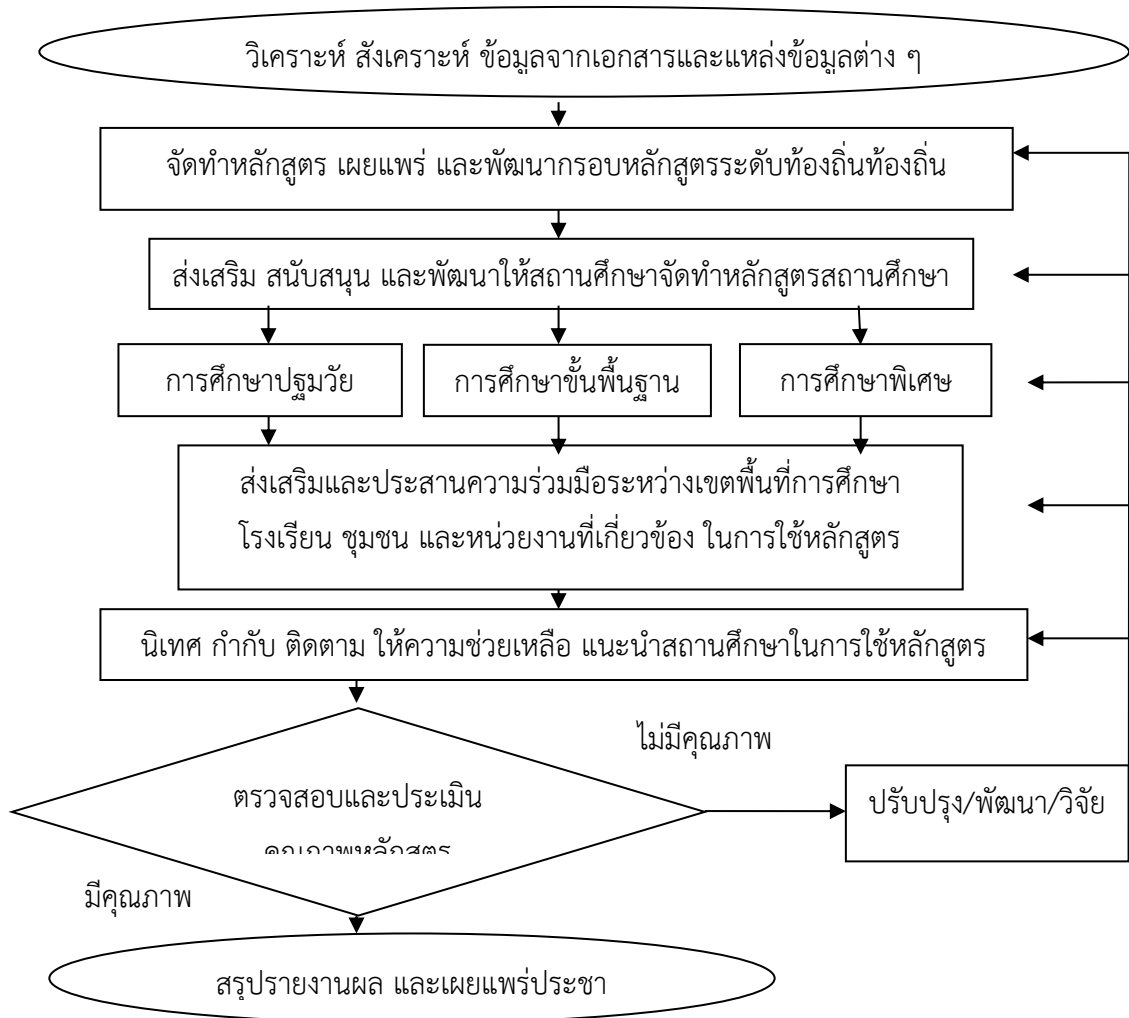 วิเคราะห์ สังเคราะห์ ข้อมูลจากเอกสารและแหล่งข้อมูลต่าง ๆ
จัดทำหลักสูตร เผยแพร่ และพัฒนากรอบหลักสูตรระดับท้องถิ่นท้องถิ่น
ส่งเสริม สนับสนุน และพัฒนาให้สถานศึกษาจัดทำหลักสูตรสถานศึกษา
การศึกษาปฐมวัย
การศึกษาขั้นพื้นฐาน
การศึกษาพิเศษ
ส่งเสริมและประสานความร่วมมือระหว่างเขตพื้นที่การศึกษา
โรงเรียน ชุมชน และหน่วยงานที่เกี่ยวข้อง ในการใช้หลักสูตร
นิเทศ กำกับ ติดตาม ให้ความช่วยเหลือ แนะนำสถานศึกษาในการใช้หลักสูตร
ไม่มีคุณภาพ
ตรวจสอบและประเมิน
คุณภาพหลักสูตร
ปรับปรุง/พัฒนา/วิจัย
มีคุณภาพ
สรุปรายงานผล และเผยแพร่ประชา